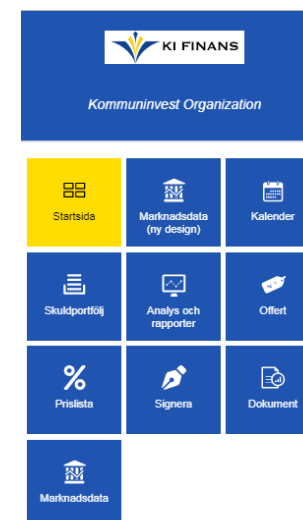 KI FINANS
Kommuninvest Organization
Startsida
Marknadsdata
(ny design)
Kalender
Skuldportfölj
Analys och
rapporter
Offert
Prislista
Signera
Dokument
Marknadsdata